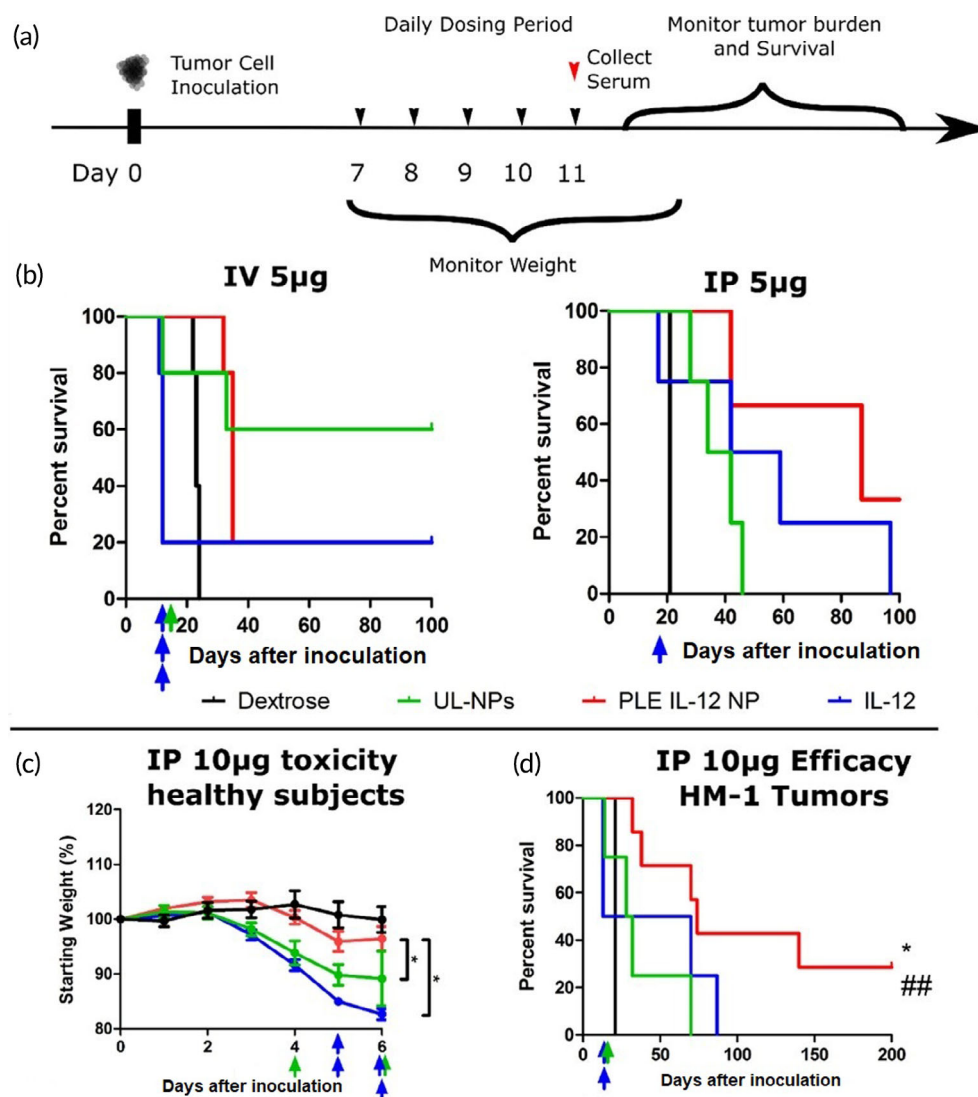 (a)
Daily Dosing Period
Monitor tumor burden
and Survival
Tumor Cell
Inoculation
Collect
Serum
Day 0
7 8 9 10 11
Monitor Weight
(b)
IV 5µg
IP 5µg
Percent survival
100
80
60
40
20
0
0 20 40 60 80 100
Days after inoculation
Percent survival
100
80
60
40
20
0
0 20 40 60 80 100
Days after inoculation
Dextrose UL-NPs PLE IL-12 NP IL-12
(c)
IP 10µg toxicity
healthy subjects
Starting Weight (%)
120
110
100
90
80
0 2 4 6
*
*
Days after inoculation
(d)
IP 10µg Efficacy
HM-1 Tumors
Percent survival
100
80
60
40
20
0
0 50 100 150 200
*
##
Days after inoculation